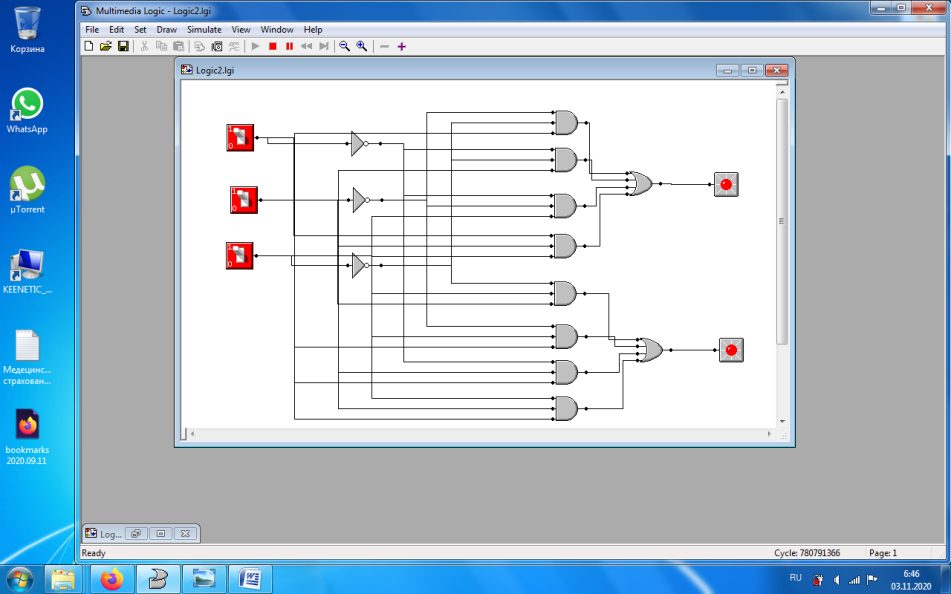 Корзина
WhatsApp
µTorrent
KEENETIC_...
Медецинс...
страхован...
bookmarks
2020.09.11
Multimedia Logic - Logic2.lgi
File Edit Set Draw Simulate View Window Help
Logic2.lgi
1
0
1
0
1
0
Log...
Ready
Cycle: 780791366
Page: 1
RU
6:46
03.11.2020